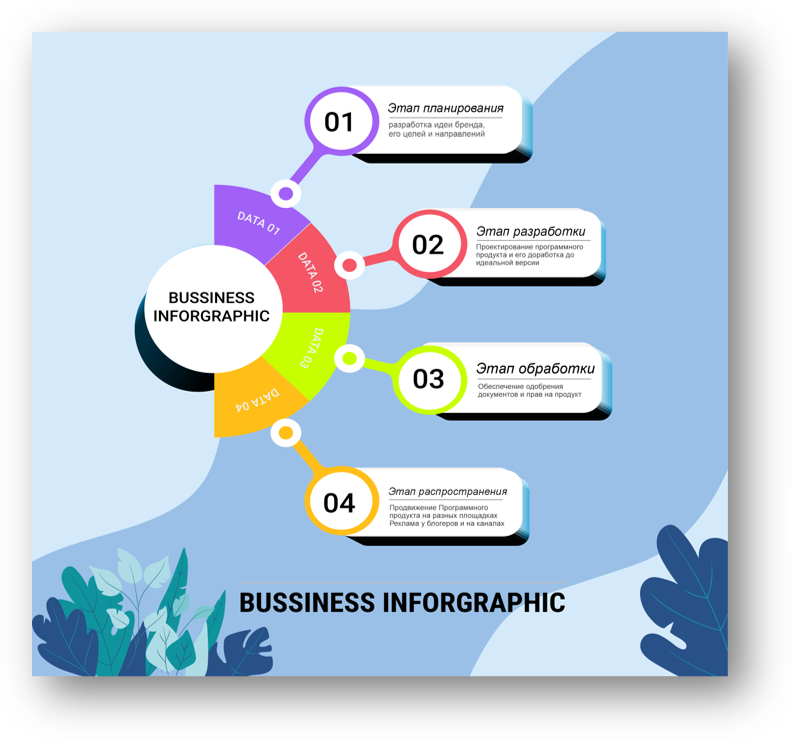 01
Этап планирования
разработка идеи бренда,
его целей и направлений
DATA 01
02
Этап разработки
Проектирование программного
продукта и его доработка до
идеальной версии
DATA 02
BUSSINESS
INFORGRAPHIC
DATA 03
03
Этап обработки
Обеспечение одобрения
документов и прав на продукт
DATA 04
04
Этап распространения
Продвижение Программного
продукта на разных площадках
Реклама у блогеров и на каналах
BUSSINESS INFORGRAPHIC